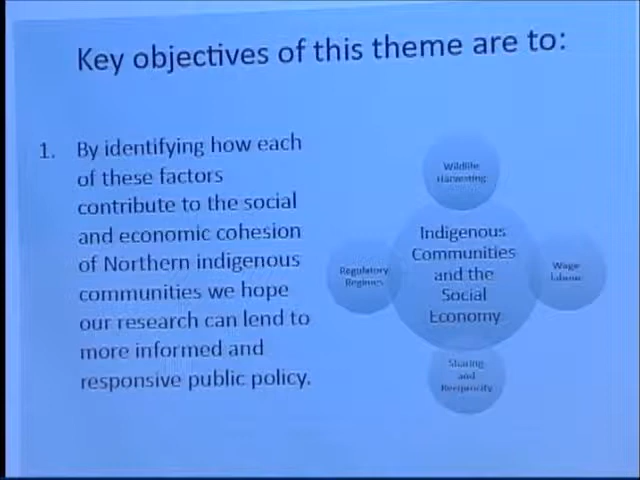 Key objectives of this theme are to:
1. By identifying how each
of these factors
contribute to the social
and economic cohesion
of Northern indigenous
communities we hope
our research can lend to
more informed and
responsive public policy.
Wildlife
Harvesting
Indigenous
Communities
and the
Social
Economy
Regulatory
Regimes
Wage
Labour
Sharing
and
Reciprocity